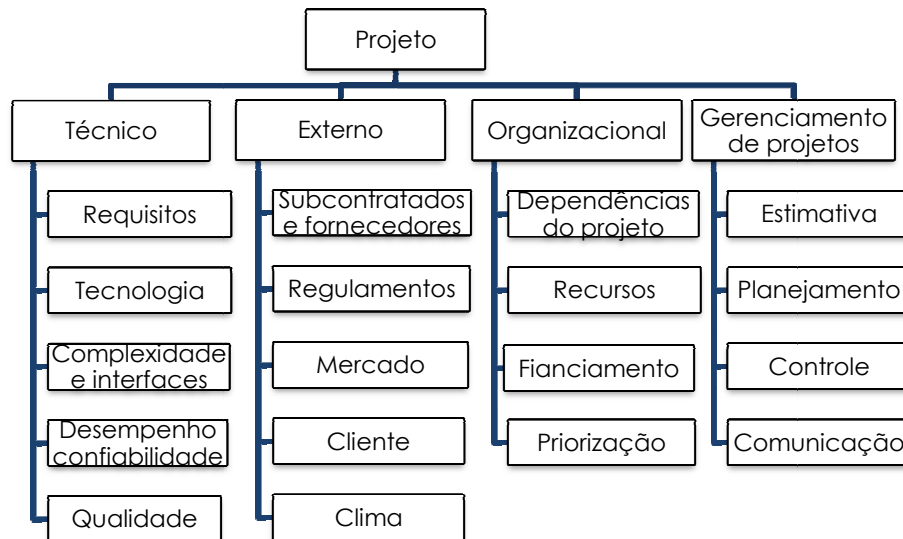 Projeto
Técnico
Externo
Organizacional
Gerenciamento
de projetos
Requisitos
Tecnologia
Complexidade
e interfaces
Desempenho
confiabilidade
Qualidade
Subcontratados
e fornecedores
Regulamentos
Mercado
Cliente
Clima
Dependências
do projeto
Recursos
Fianciamento
Priorização
Estimativa
Planejamento
Controle
Comunicação